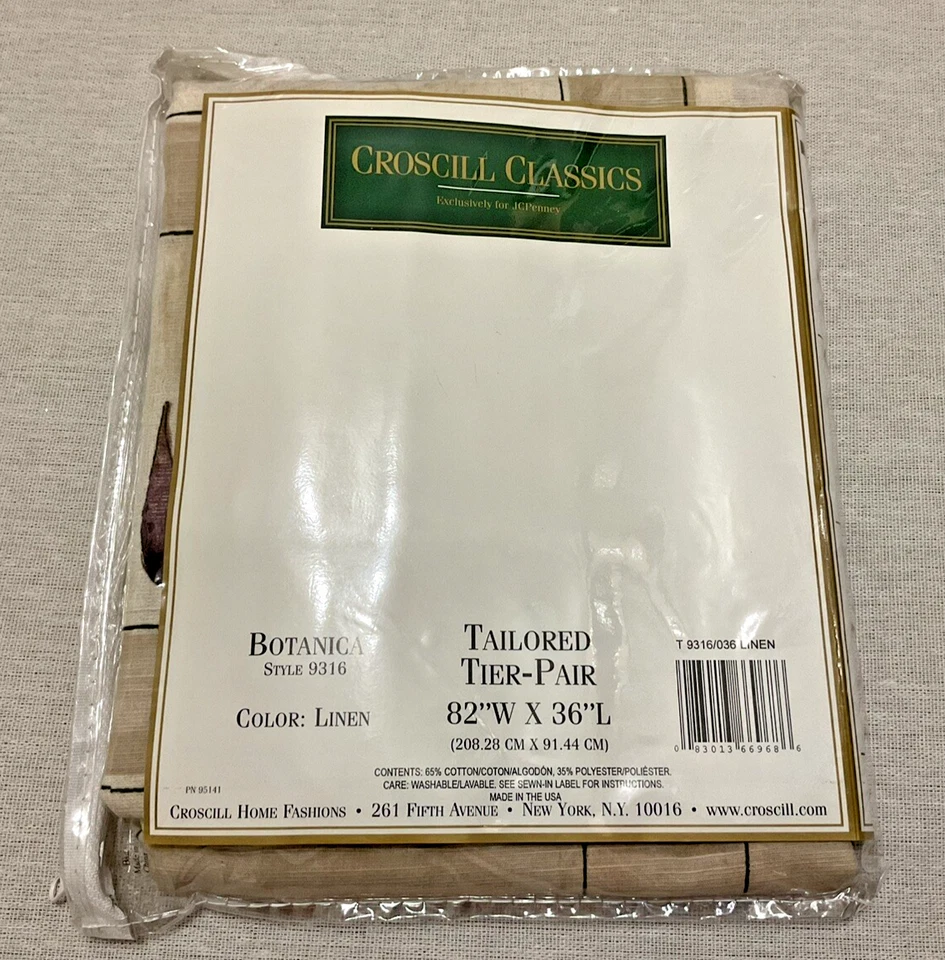 CROSCILL CLASSICS
Exclusively for JCPenney
BOTANICA
STYLE 9316
COLOR: LINEN
TAILORED
TIER-PAIR
82"W X 36"L
(208.28 CM X 91.44 CM)
T 9316/036 LINEN
0 83013 66968 6
CONTENTS: 65% COTTON/COTON/ALGODÓN, 35% POLYESTER/POLIÉSTER.
CARE: WASHABLE/LAVABLE. SEE SEWN-IN LABEL FOR INSTRUCTIONS.
MADE IN THE USA
PN 95141
CROSCILL HOME FASHIONS • 261 FIFTH AVENUE • NEW YORK, N.Y. 10016 • www.croscill.com